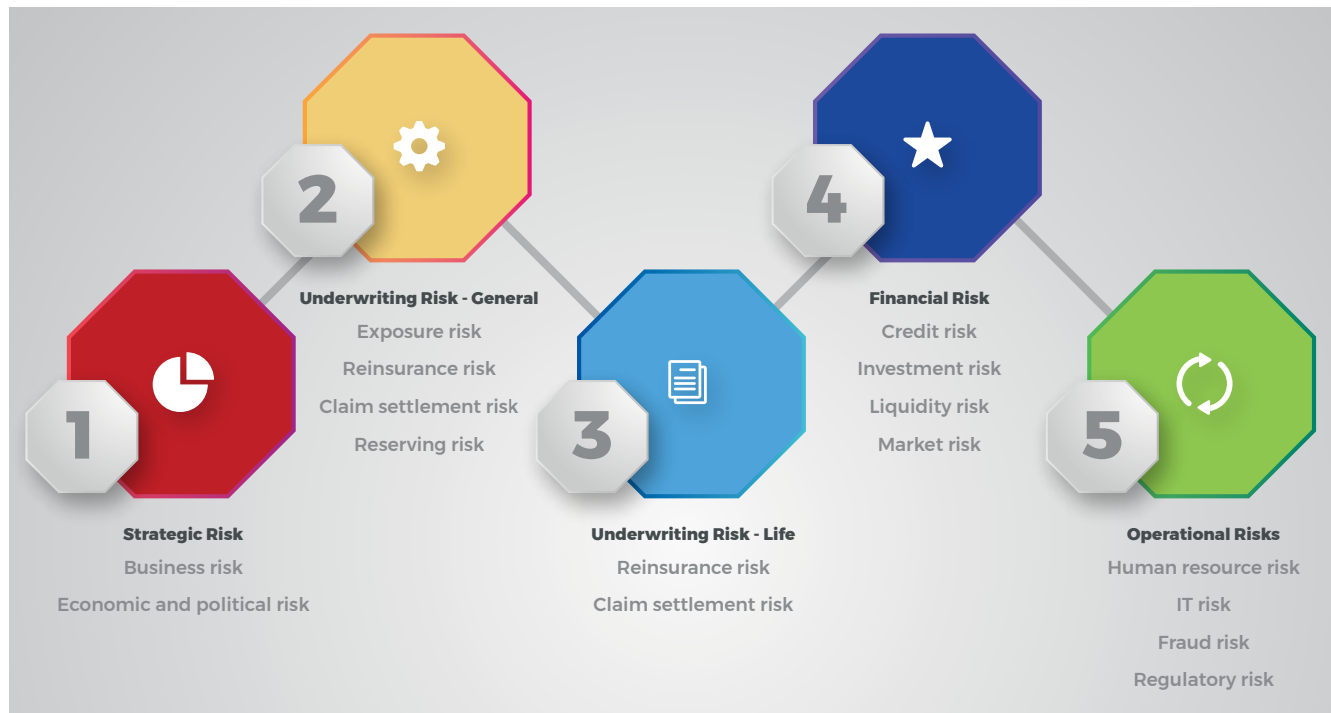 1
Strategic Risk
Business risk
Economic and political risk
2
Underwriting Risk - General
Exposure risk
Reinsurance risk
Claim settlement risk
Reserving risk
3
Underwriting Risk - Life
Reinsurance risk
Claim settlement risk
4
Financial Risk
Credit risk
Investment risk
Liquidity risk
Market risk
5
Operational Risks
Human resource risk
IT risk
Fraud risk
Regulatory risk